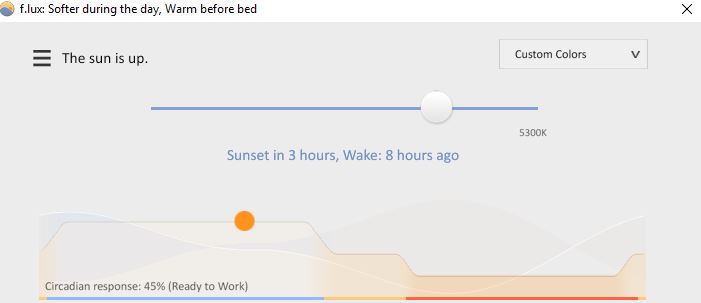 f.lux: Softer during the day, Warm before bed
The sun is up.
Custom Colors
5300K
Sunset in 3 hours, Wake: 8 hours ago
Circadian response: 45% (Ready to Work)